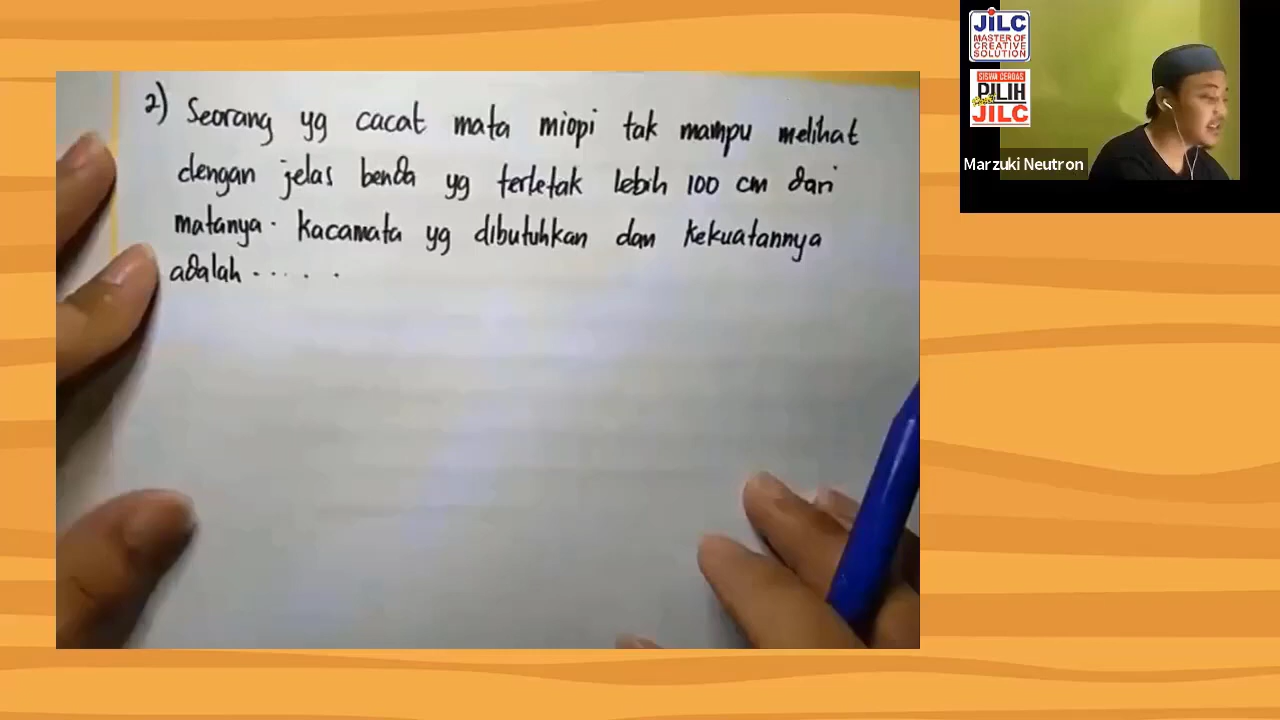 2) Seorang yg cacat mata miopi tak mampu melihat
dengan jelas benda yg terletak lebih 100 cm dari
matanya. Kacamata yg dibutuhkan dan kekuatannya
adalah ......
JILC
MASTER OF
CREATIVE
SOLUTION
SISWA CERDAS
PILIH
JILC
Marzuki Neutron